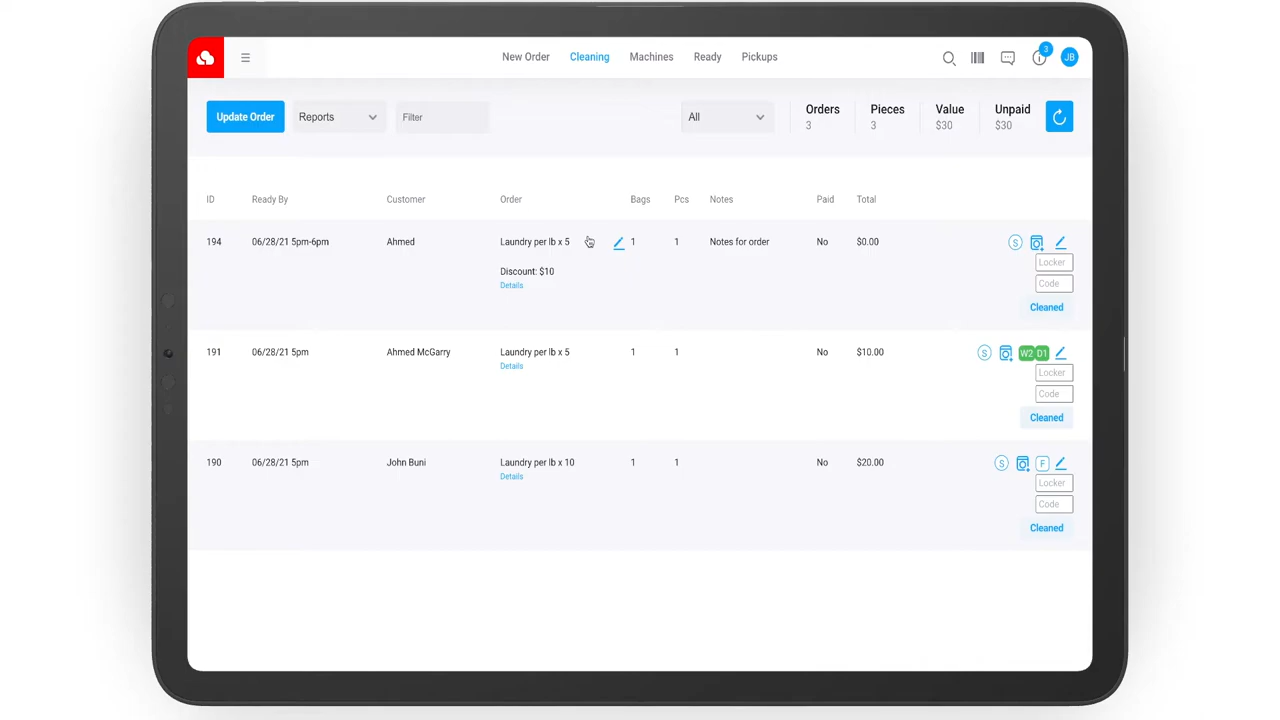 New Order Cleaning Machines Ready Pickups
3
JB
Update Order Reports Filter All Orders 3 Pieces 3 Value $30 Unpaid $30
ID Ready By Customer Order Bags Pcs Notes Paid Total
194 06/28/21 5pm-6pm Ahmed Laundry per lb x 5 1 1 Notes for order No $0.00 S
Locker
Discount: $10
Details Code
Cleaned
191 06/28/21 5pm Ahmed McGarry Laundry per lb x 5 1 1 No $10.00 S W2 D1
Details Locker
Code
Cleaned
190 06/28/21 5pm John Buni Laundry per lb x 10 1 1 No $20.00 S F
Details Locker
Code
Cleaned